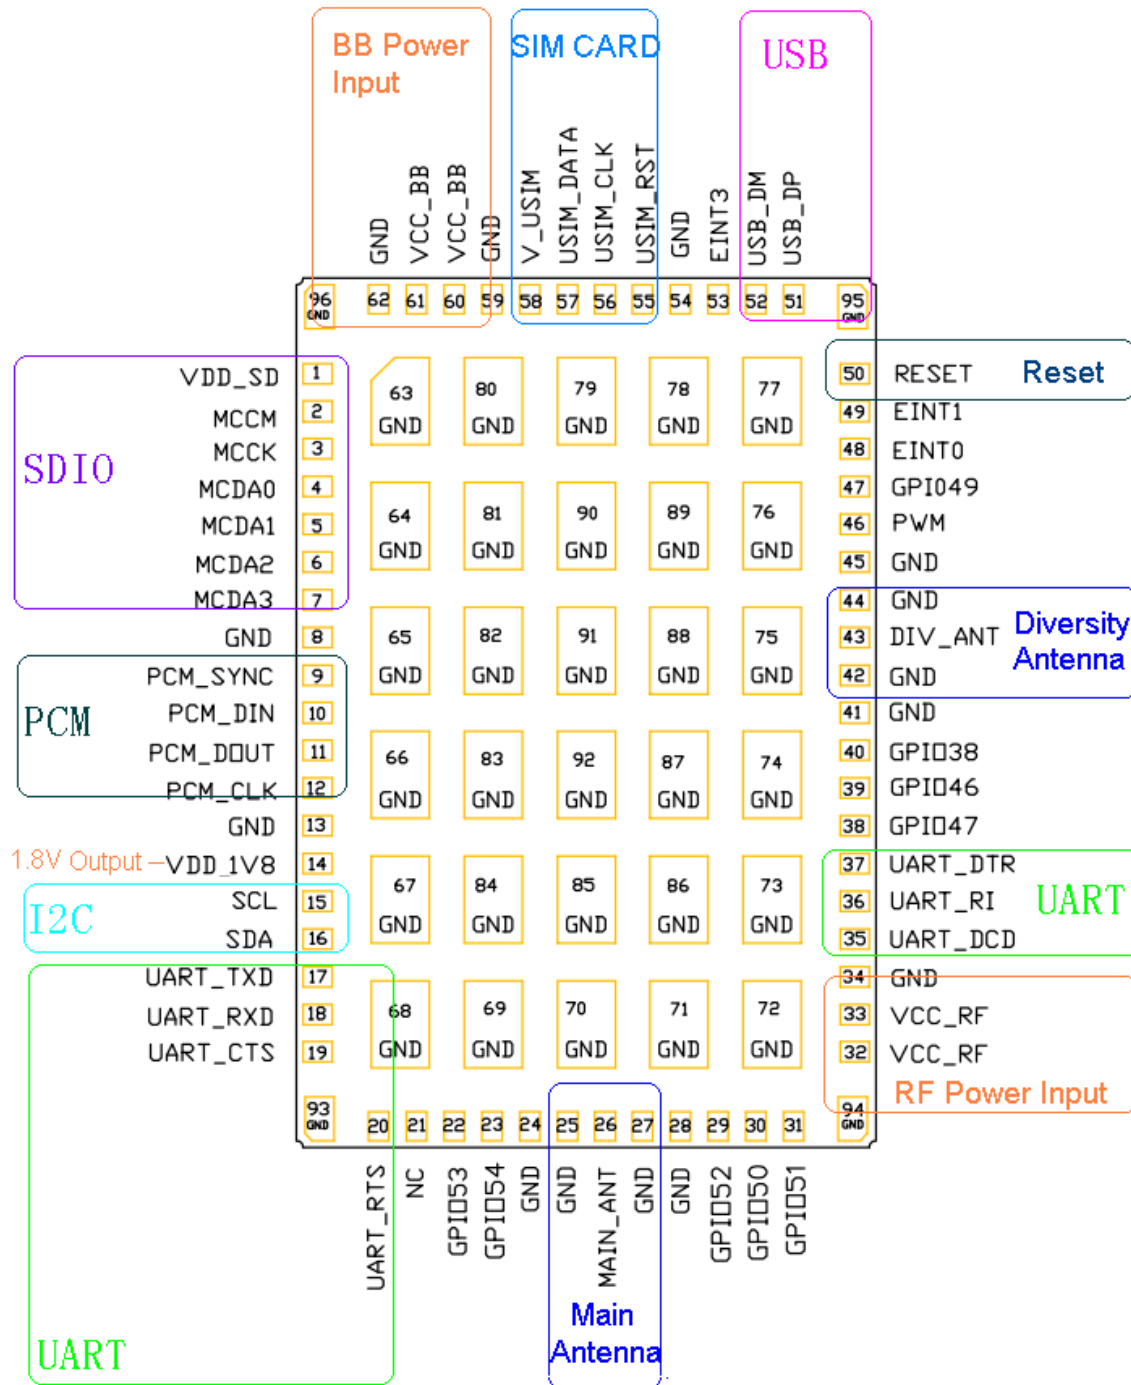 BB Power
Input
SIM CARD
USB
GND
VCC_BB
VCC_BB
GND
V_USIM
USIM_DATA
USIM_CLK
USIM_RST
GND
EINT3
USB_DM
USB_DP
96 62 61 60 59 58 57 56 55 54 53 52 51 95
GND GND
VDD_SD 1
MCCM 2
MCCK 3
SDIO
MCDA0 4
MCDA1 5
MCDA2 6
MCDA3 7
GND 8
PCM_SYNC 9
PCM
PCM_DIN 10
PCM_DOUT 11
PCM_CLK 12
GND 13
1.8V Output VDD_1V8 14
I2C
SCL 15
SDA 16
UART_TXD 17
UART_RXD 18
UART_CTS 19
63 80 79 78 77
GND GND GND GND GND
64 81 90 89 76
GND GND GND GND GND
65 82 91 88 75
GND GND GND GND GND
66 83 92 87 74
GND GND GND GND GND
67 84 85 86 73
GND GND GND GND GND
68 69 70 71 72
GND GND GND GND GND
50 RESET Reset
49 EINT1
48 EINT0
47 GPIO49
46 PWM
45 GND
44 GND
43 DIV_ANT
Diversity
Antenna
42 GND
41 GND
40 GPIO38
39 GPIO46
38 GPIO47
37 UART_DTR
36 UART_RI
UART
35 UART_DCD
34 GND
33 VCC_RF
32 VCC_RF
RF Power Input
93 20 21 22 23 24 25 26 27 28 29 30 31 94
GND GND
UART_RTS
NC
GPIO53
GPIO54
GND
GND
MAIN_ANT
GND
GND
GPIO52
GPIO50
GPIO51
Main
Antenna
UART